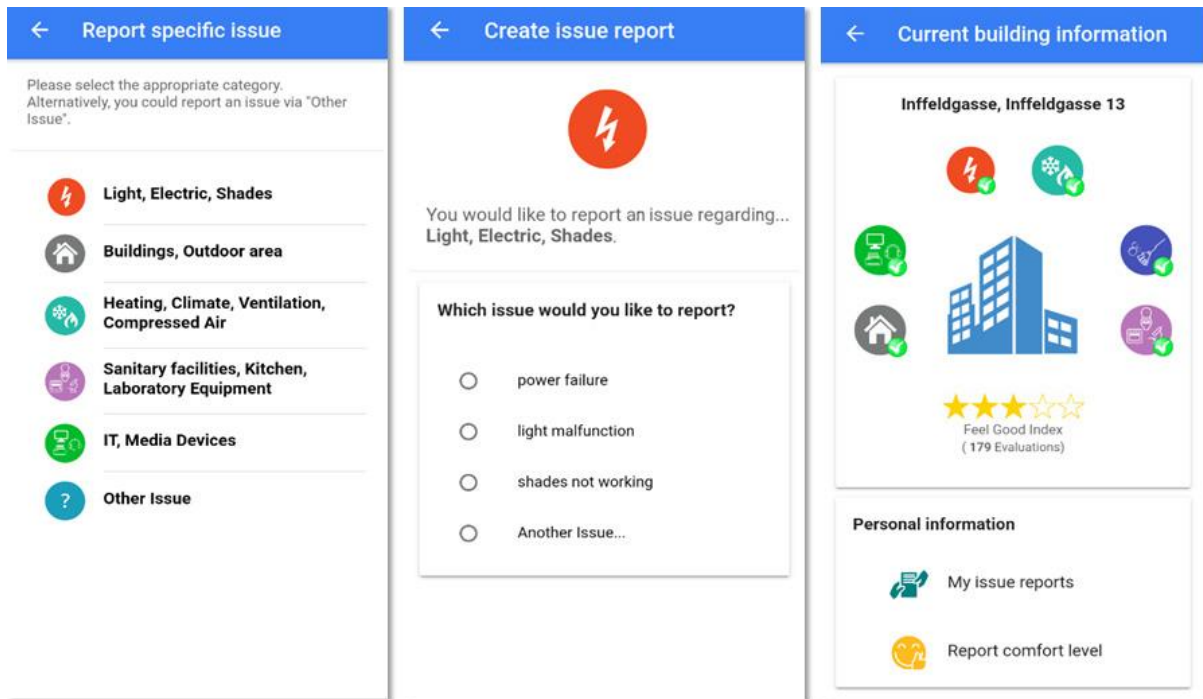 Report specific issue
Please select the appropriate category.
Alternatively, you could report an issue via "Other
Issue".
Light, Electric, Shades
Buildings, Outdoor area
Heating, Climate, Ventilation,
Compressed Air
Sanitary facilities, Kitchen,
Laboratory Equipment
IT, Media Devices
?
Other Issue
Create issue report
You would like to report an issue regarding...
Light, Electric, Shades.
Which issue would you like to report?
power failure
light malfunction
shades not working
Another Issue...
Current building information
Inffeldgasse, Inffeldgasse 13
Feel Good Index
( 179 Evaluations)
Personal information
My issue reports
Report comfort level